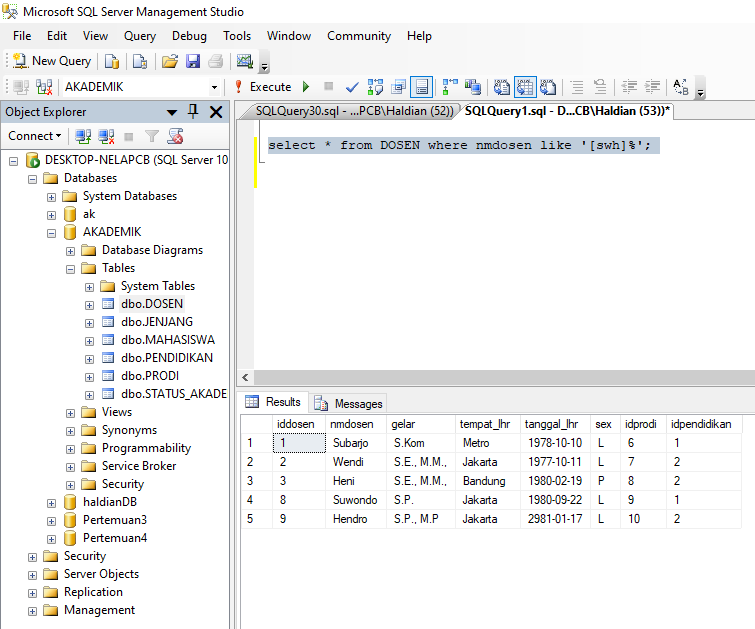 Microsoft SQL Server Management Studio
File Edit View Query Debug Tools Window Community Help
New Query
AKADEMIK Execute
Object Explorer
Connect
DESKTOP-NELAPCB (SQL Server 10
Databases
System Databases
ak
AKADEMIK
Database Diagrams
Tables
System Tables
dbo.DOSEN
dbo.JENJANG
dbo.MAHASISWA
dbo.PENDIDIKAN
dbo.PRODI
dbo.STATUS_AKADE
Views
Synonyms
Programmability
Service Broker
Security
haldianDB
Pertemuan3
Pertemuan4
Security
Server Objects
Replication
Management
SQLQuery30.sql - ...PCB\Haldian (52)) SQLQuery1.sql - D...CB\Haldian (53))*
select * from DOSEN where nmdosen like '[swh]%';
Results Messages
iddosen nmdosen gelar tempat_lhr tanggal_lhr sex idprodi idpendidikan
1 1 Subarjo S.Kom Metro 1978-10-10 L 6 1
2 2 Wendi S.E., M.M., Jakarta 1977-10-11 L 7 2
3 3 Heni S.E., M.M., Bandung 1980-02-19 P 8 2
4 8 Suwondo S.P. Jakarta 1980-09-22 L 9 1
5 9 Hendro S.P., M.P Jakarta 2981-01-17 L 10 2